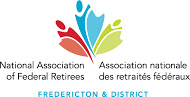 National Association
of Federal Retirees
Association nationale
des retraités fédéraux
FREDERICTON & DISTRICT